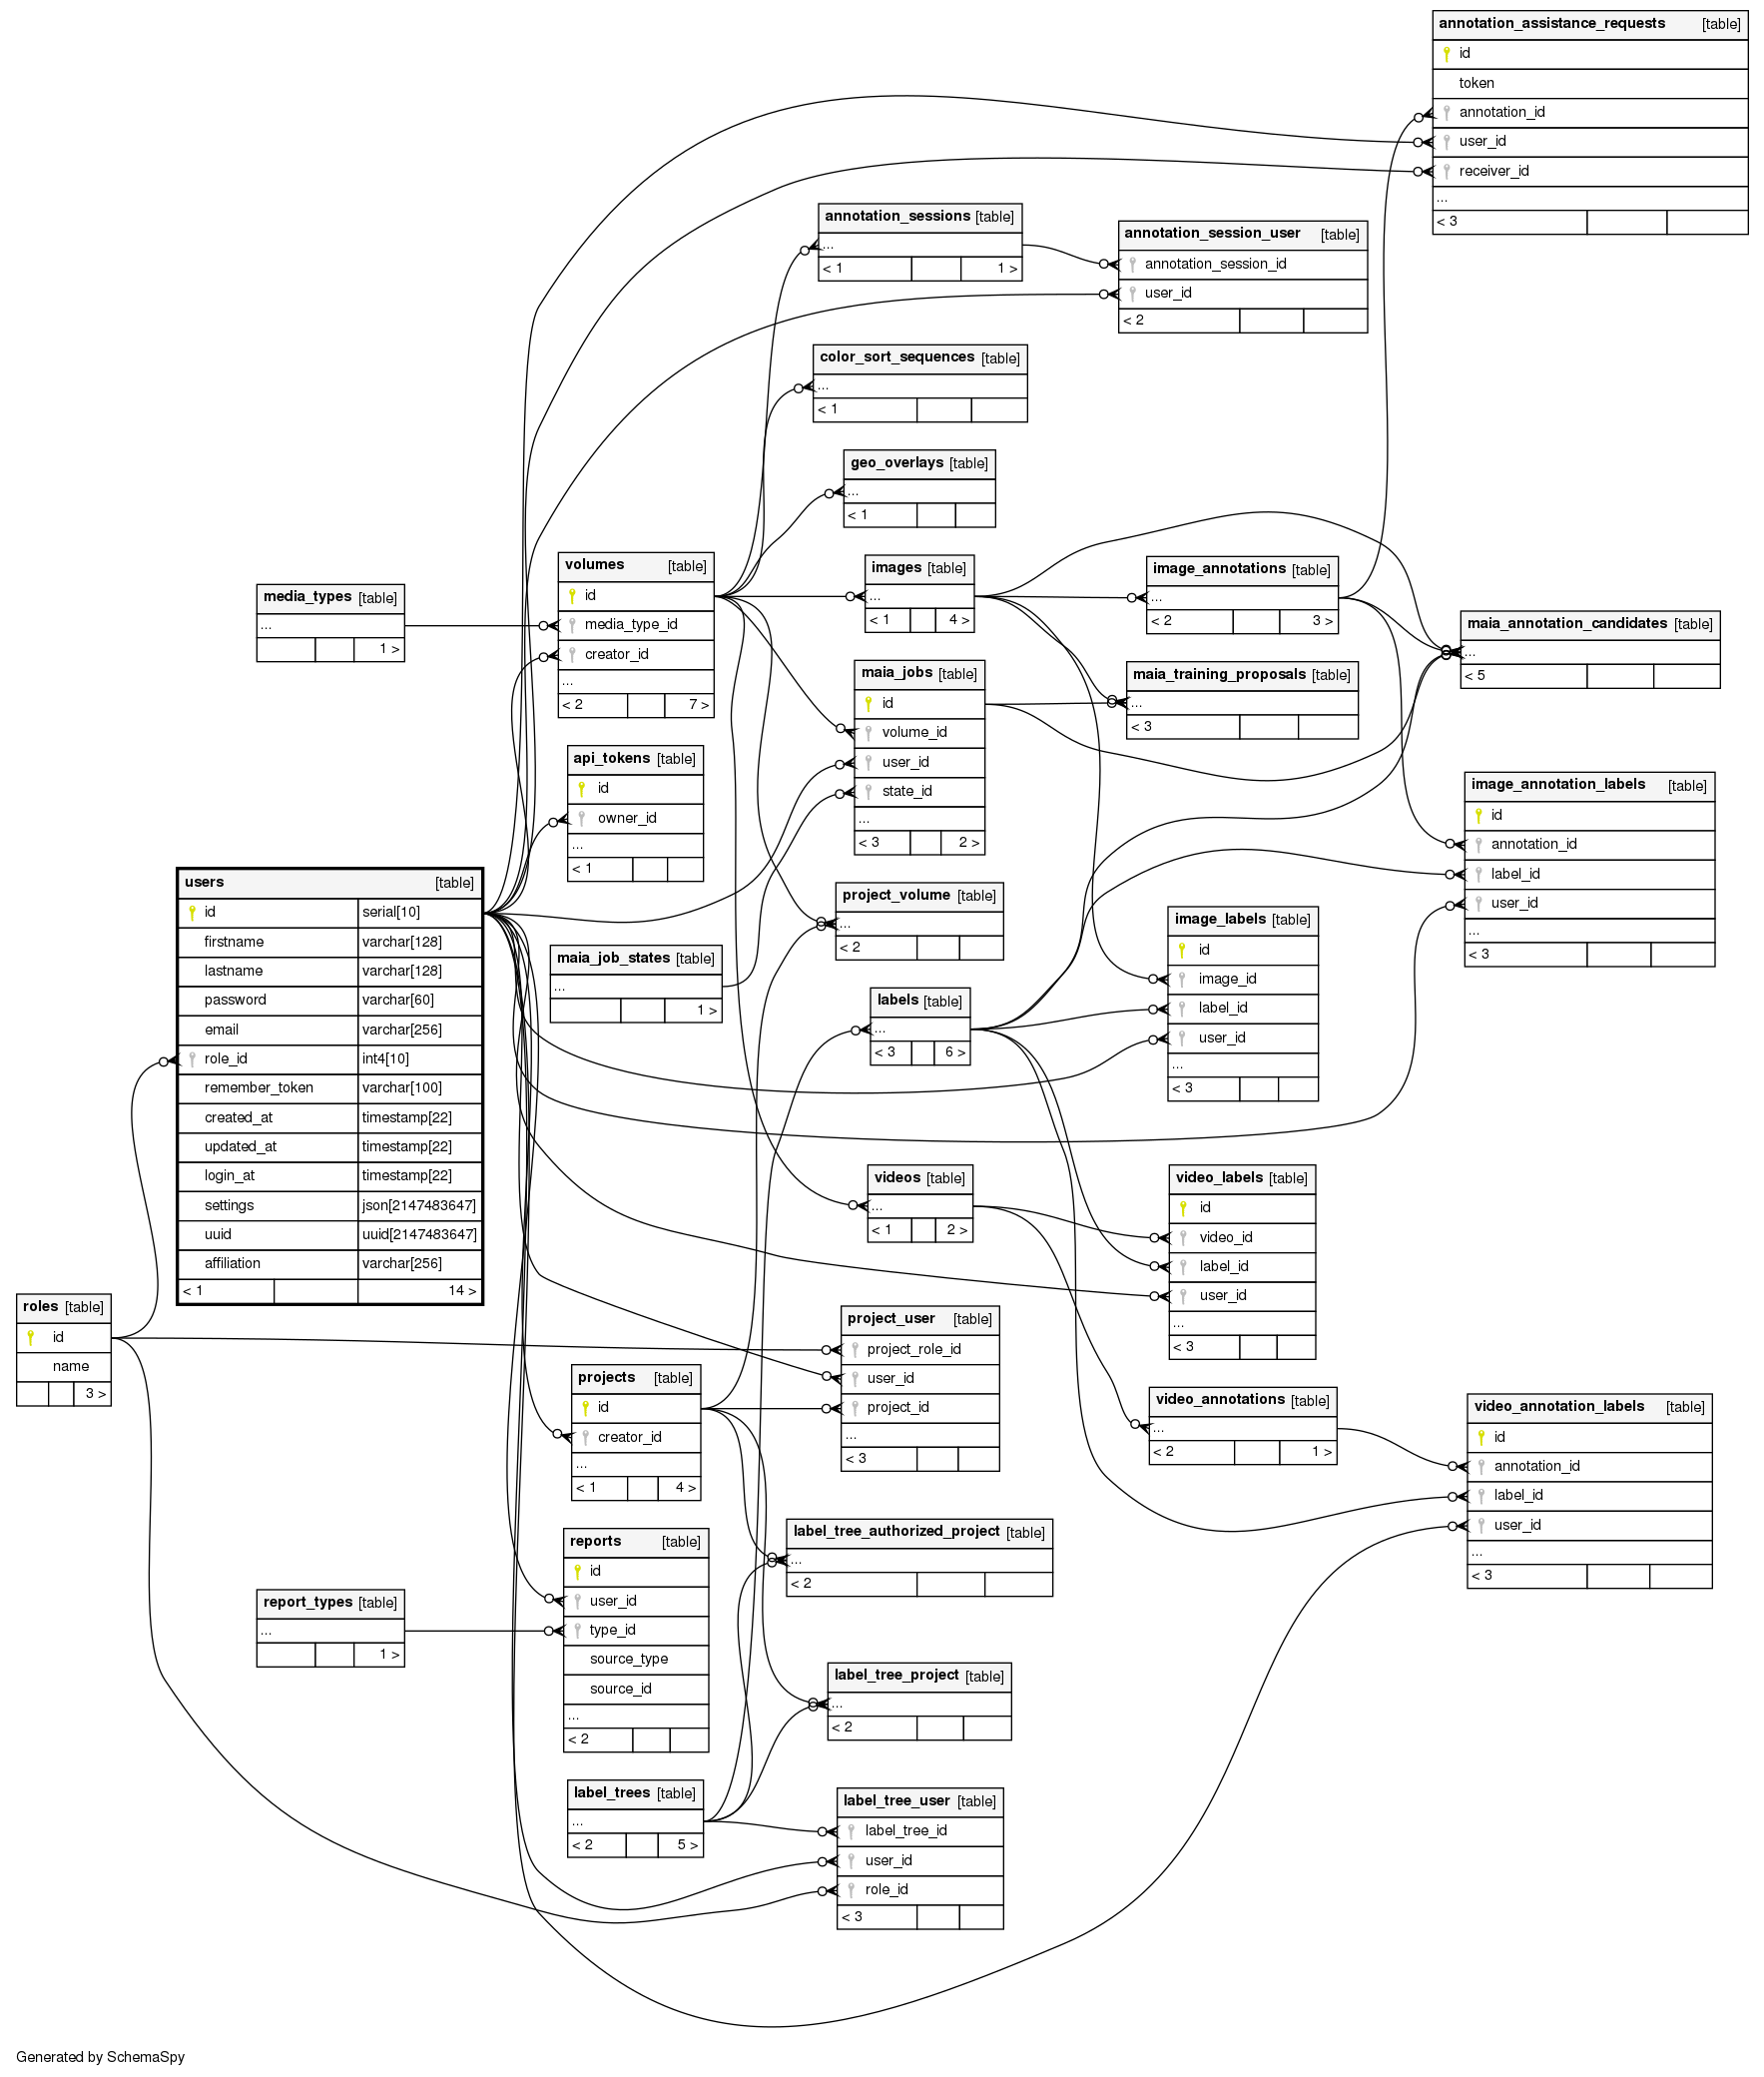 annotation_assistance_requests [table]
id
token
annotation_id
user_id
receiver_id
...
< 3
annotation_sessions [table]
...
< 1 1 >
annotation_session_user [table]
annotation_session_id
user_id
< 2
color_sort_sequences [table]
...
< 1
geo_overlays [table]
...
< 1
volumes [table]
id
media_type_id
creator_id
...
< 2 7 >
images [table]
...
< 1 4 >
image_annotations [table]
...
< 2 3 >
media_types [table]
...
1 >
maia_annotation_candidates [table]
...
< 5
maia_jobs [table]
id
volume_id
user_id
state_id
...
< 3 2 >
maia_training_proposals [table]
...
< 3
api_tokens [table]
id
owner_id
...
< 1
image_annotation_labels [table]
id
annotation_id
label_id
user_id
...
< 3
users [table]
id serial[10]
firstname varchar[128]
lastname varchar[128]
password varchar[60]
email varchar[256]
role_id int4[10]
remember_token varchar[100]
created_at timestamp[22]
updated_at timestamp[22]
login_at timestamp[22]
settings json[2147483647]
uuid uuid[2147483647]
affiliation varchar[256]
< 1 14 >
project_volume [table]
...
< 2
image_labels [table]
id
image_id
label_id
user_id
...
< 3
maia_job_states [table]
...
1 >
labels [table]
...
< 3 6 >
videos [table]
...
< 1 2 >
video_labels [table]
id
video_id
label_id
user_id
...
< 3
roles [table]
id
name
3 >
project_user [table]
project_role_id
user_id
project_id
...
< 3
projects [table]
id
creator_id
...
< 1 4 >
video_annotations [table]
...
< 2 1 >
video_annotation_labels [table]
id
annotation_id
label_id
user_id
...
< 3
label_tree_authorized_project [table]
...
< 2
reports [table]
id
user_id
type_id
source_type
source_id
...
< 2
report_types [table]
...
1 >
label_tree_project [table]
...
< 2
label_trees [table]
...
< 2 5 >
label_tree_user [table]
label_tree_id
user_id
role_id
< 3
Generated by SchemaSpy